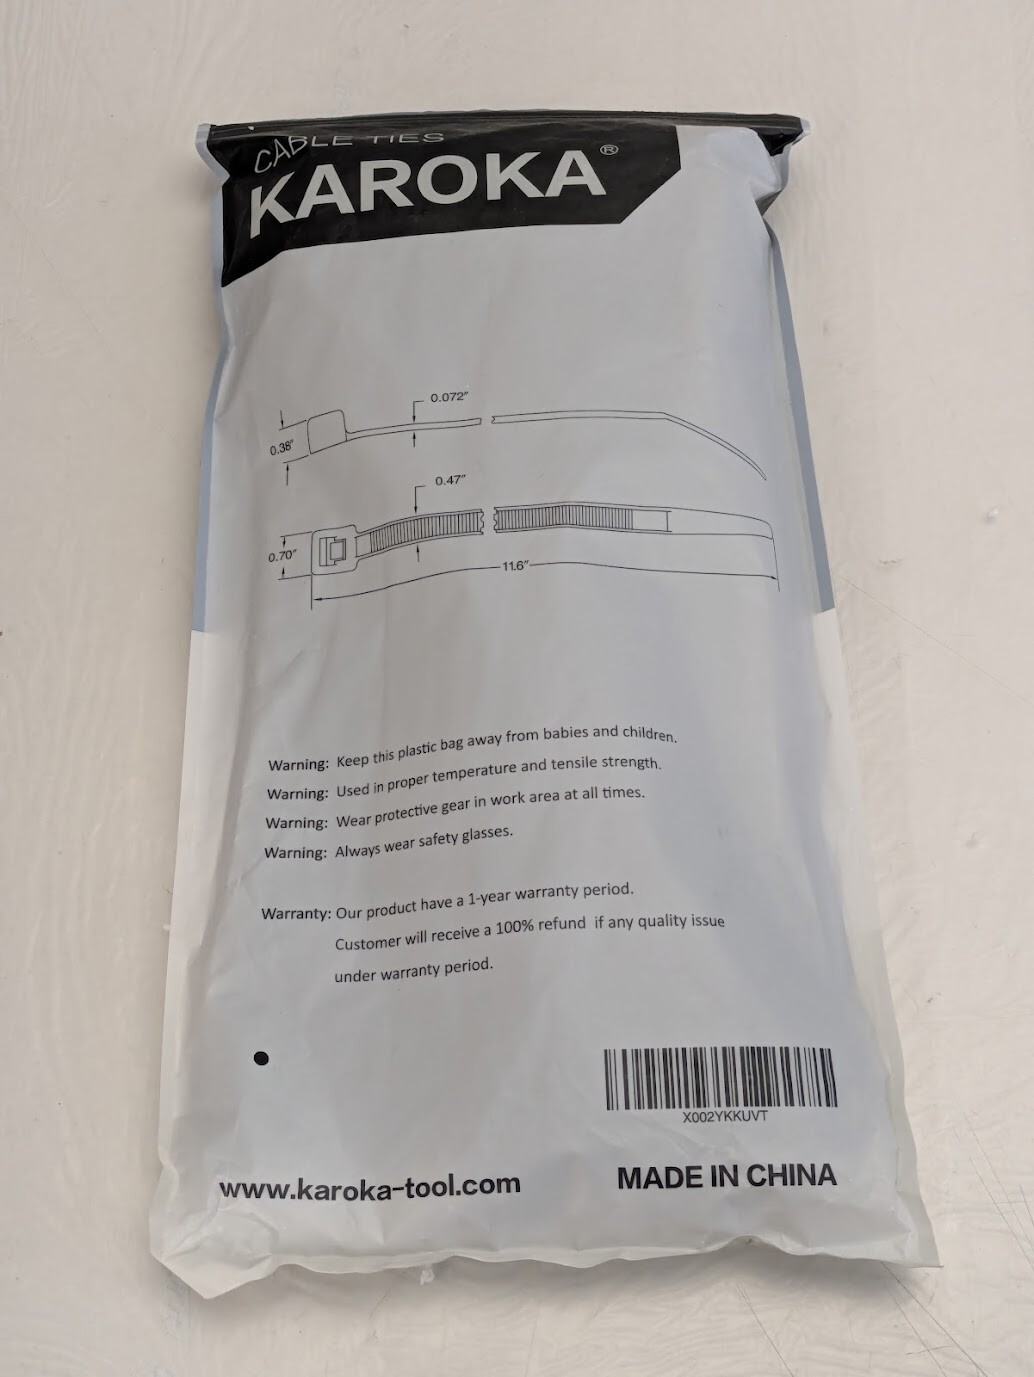 CABLE TIES
KAROKA®
0.072"
0.38"
0.47"
0.70"
11.6"
Warning: Keep this plastic bag away from babies and children.
Warning: Used in proper temperature and tensile strength.
Warning: Wear protective gear in work area at all times.
Warning: Always wear safety glasses.
Warranty: Our product have a 1-year warranty period.
Customer will receive a 100% refund if any quality issue
under warranty period.
X002YKKUVT
www.karoka-tool.com
MADE IN CHINA